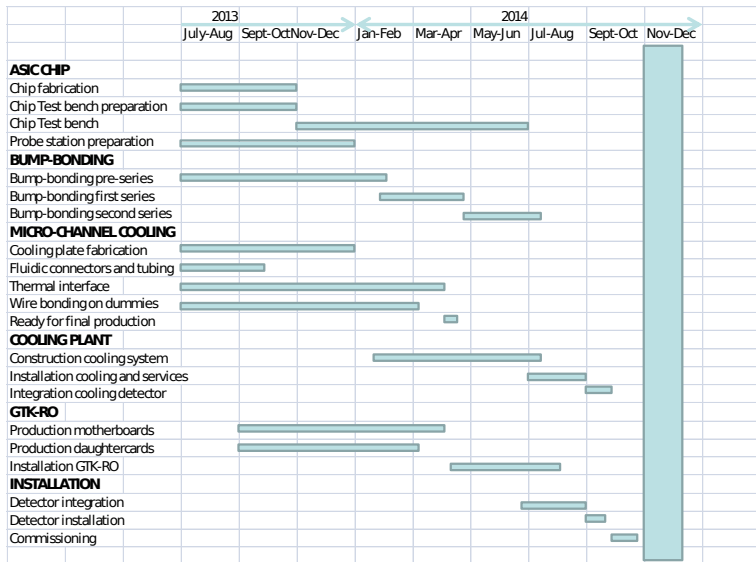 2013 2014
July-Aug Sept-Oct Nov-Dec Jan-Feb Mar-Apr May-Jun Jul-Aug Sept-Oct Nov-Dec
ASIC CHIP
Chip fabrication
Chip Test bench preparation
Chip Test bench
Probe station preparation
BUMP-BONDING
Bump-bonding pre-series
Bump-bonding first series
Bump-bonding second series
MICRO-CHANNEL COOLING
Cooling plate fabrication
Fluidic connectors and tubing
Thermal interface
Wire bonding on dummies
Ready for final production
COOLING PLANT
Construction cooling system
Installation cooling and services
Integration cooling detector
GTK-RO
Production motherboards
Production daughtercards
Installation GTK-RO
INSTALLATION
Detector integration
Detector installation
Commissioning